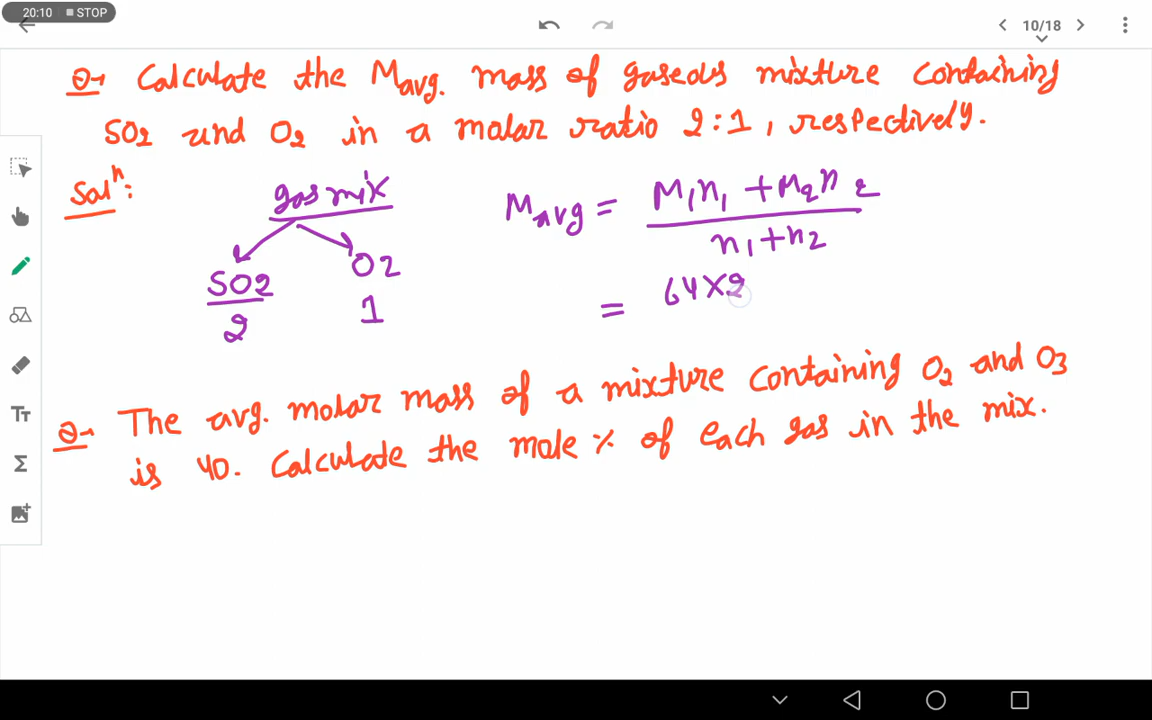 20:10 STOP
10/18
Q→ Calculate the Mavg. mass of gaseous mixture containing
SO2 and O2 in a molar ratio 2:1, respectively.
Solⁿ:
gas mix
SO2 O2
2 1
Mavg = M1n1 + M2n2
n1+n2
= 64×2
Q→ The avg. molar mass of a mixture containing O2 and O3
is 40. Calculate the mole % of each gas in the mix.
Tт
Σ